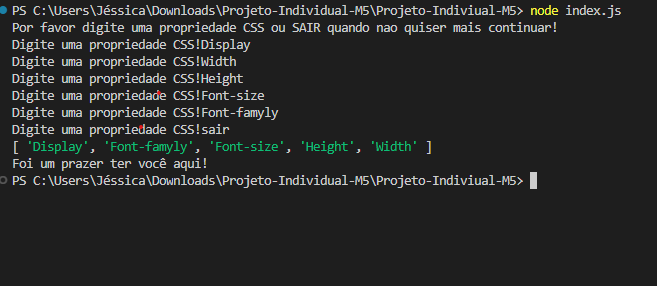 PS C:\Users\Jéssica\Downloads\Projeto-Individual-M5\Projeto-Indiviual-M5> node index.js
Por favor digite uma propriedade CSS ou SAIR quando nao quiser mais continuar!
Digite uma propriedade CSS!Display
Digite uma propriedade CSS!Width
Digite uma propriedade CSS!Height
Digite uma propriedade CSS!Font-size
Digite uma propriedade CSS!Font-famyly
Digite uma propriedade CSS!sair
[ 'Display', 'Font-famyly', 'Font-size', 'Height', 'Width' ]
Foi um prazer ter você aqui!
PS C:\Users\Jéssica\Downloads\Projeto-Individual-M5\Projeto-Indiviual-M5>